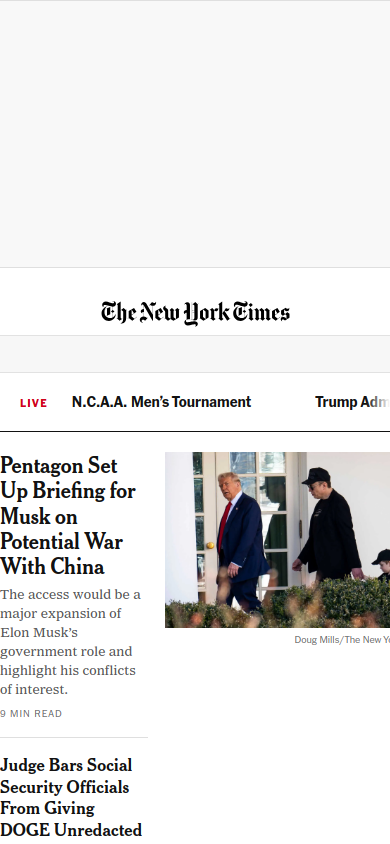 The New York Times
LIVE
N.C.A.A. Men's Tournament
Trump Adm
Pentagon Set
Up Briefing for
Musk on
Potential War
With China
The access would be a
major expansion of
Elon Musk's
government role and
highlight his conflicts
of interest.
9 MIN READ
Doug Mills/The New Yo
Judge Bars Social
Security Officials
From Giving
DOGE Unredacted